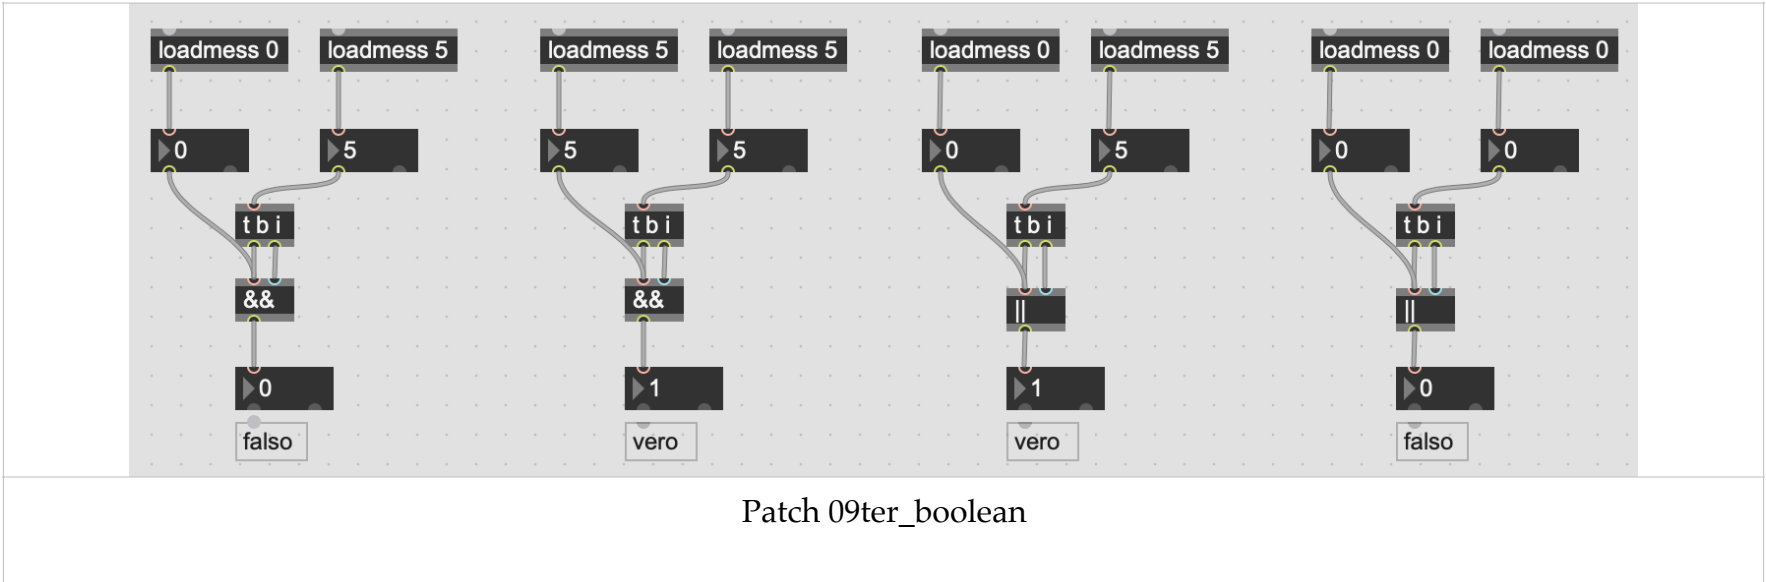 loadmess 0 loadmess 5 loadmess 5 loadmess 5 loadmess 0 loadmess 5 loadmess 0 loadmess 0
0 5 5 5 0 5 0 0
t b i t b i t b i t b i
&& && || ||
0 1 1 0
falso vero vero falso
Patch 09ter_boolean